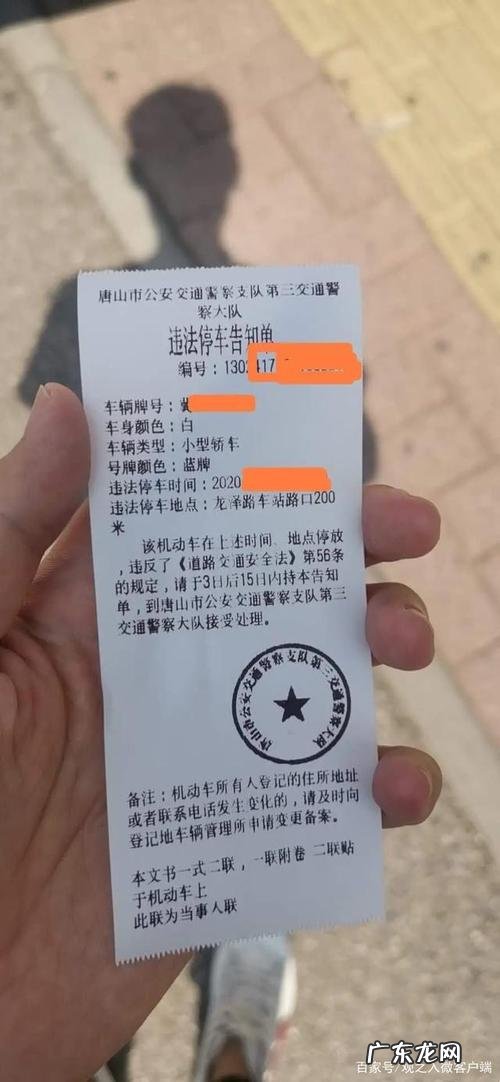 唐山市公安交通警察支队第三交通警
察大队
违法停车告知单
编号：1302417
车辆牌号：冀
车身颜色：白
车辆类型：小型轿车
号牌颜色：蓝牌
违法停车时间：2020
违法停车地点：龙泽路车站路口200
米
该机动车在上述时间、地点停放
，违反了《道路交通安全法》第56条
的规定，请于3日后15日内持本告知
单，到唐山市公安交通警察支队第三
交通警察大队接受处理。
唐山市公安交通警察支队第三交通警察大队
备注：机动车所有人登记的住所地址
或者联系电话发生变化的，请及时向
登记地车辆管理所申请变更备案。
本文书一式二联，一联附卷 二联贴
于机动车上
此联为当事人联
广东龙网
百家号/观之入微客户端